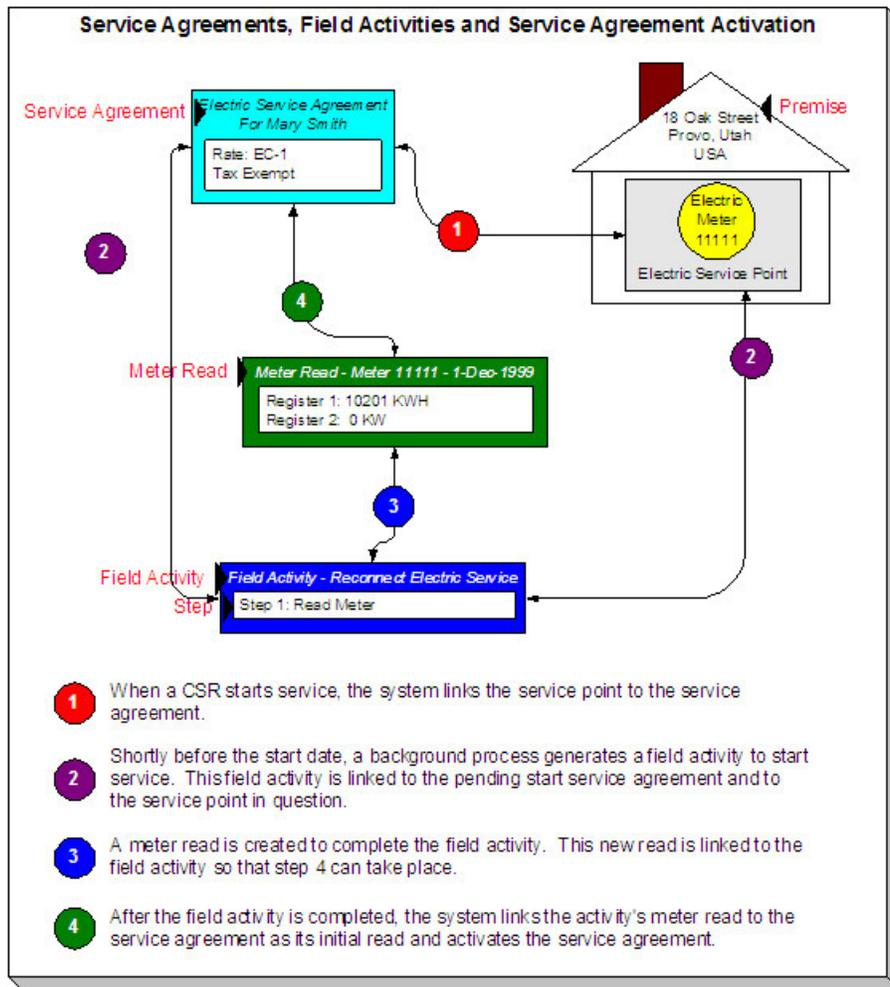 Service Agreements, Field Activities and Service Agreement Activation
Service Agreement
Electric Service Agreement
For Mary Smith
Rate: EC-1
Tax Exempt
Premise
18 Oak Street
Provo, Utah
USA
Electric
Meter
11111
Electric Service Point
1
2
4
2
Meter Read
Meter Read - Meter 11111 - 1-Dec-1999
Register 1: 10201 KWH
Register 2: 0 KW
3
Field Activity
Field Activity - Reconnect Electric Service
Step
Step 1: Read Meter
1
When a CSR starts service, the system links the service point to the service
agreement.
2
Shortly before the start date, a background process generates a field activity to start
service. This field activity is linked to the pending start service agreement and to
the service point in question.
3
A meter read is created to complete the field activity. This new read is linked to the
field activity so that step 4 can take place.
4
After the field activity is completed, the system links the activity's meter read to the
service agreement as its initial read and activates the service agreement.